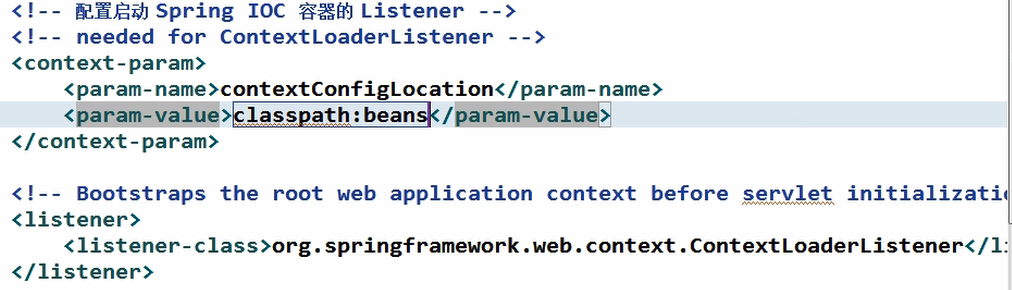 <!-- 配置启动 Spring IOC 容器的 Listener -->
<!-- needed for ContextLoaderListener -->
<context-param>
<param-name>contextConfigLocation</param-name>
<param-value>classpath:beans</param-value>
</context-param>
<!-- Bootstraps the root web application context before servlet initializatio
<listener>
<listener-class>org.springframework.web.context.ContextLoaderListener</li
</listener>